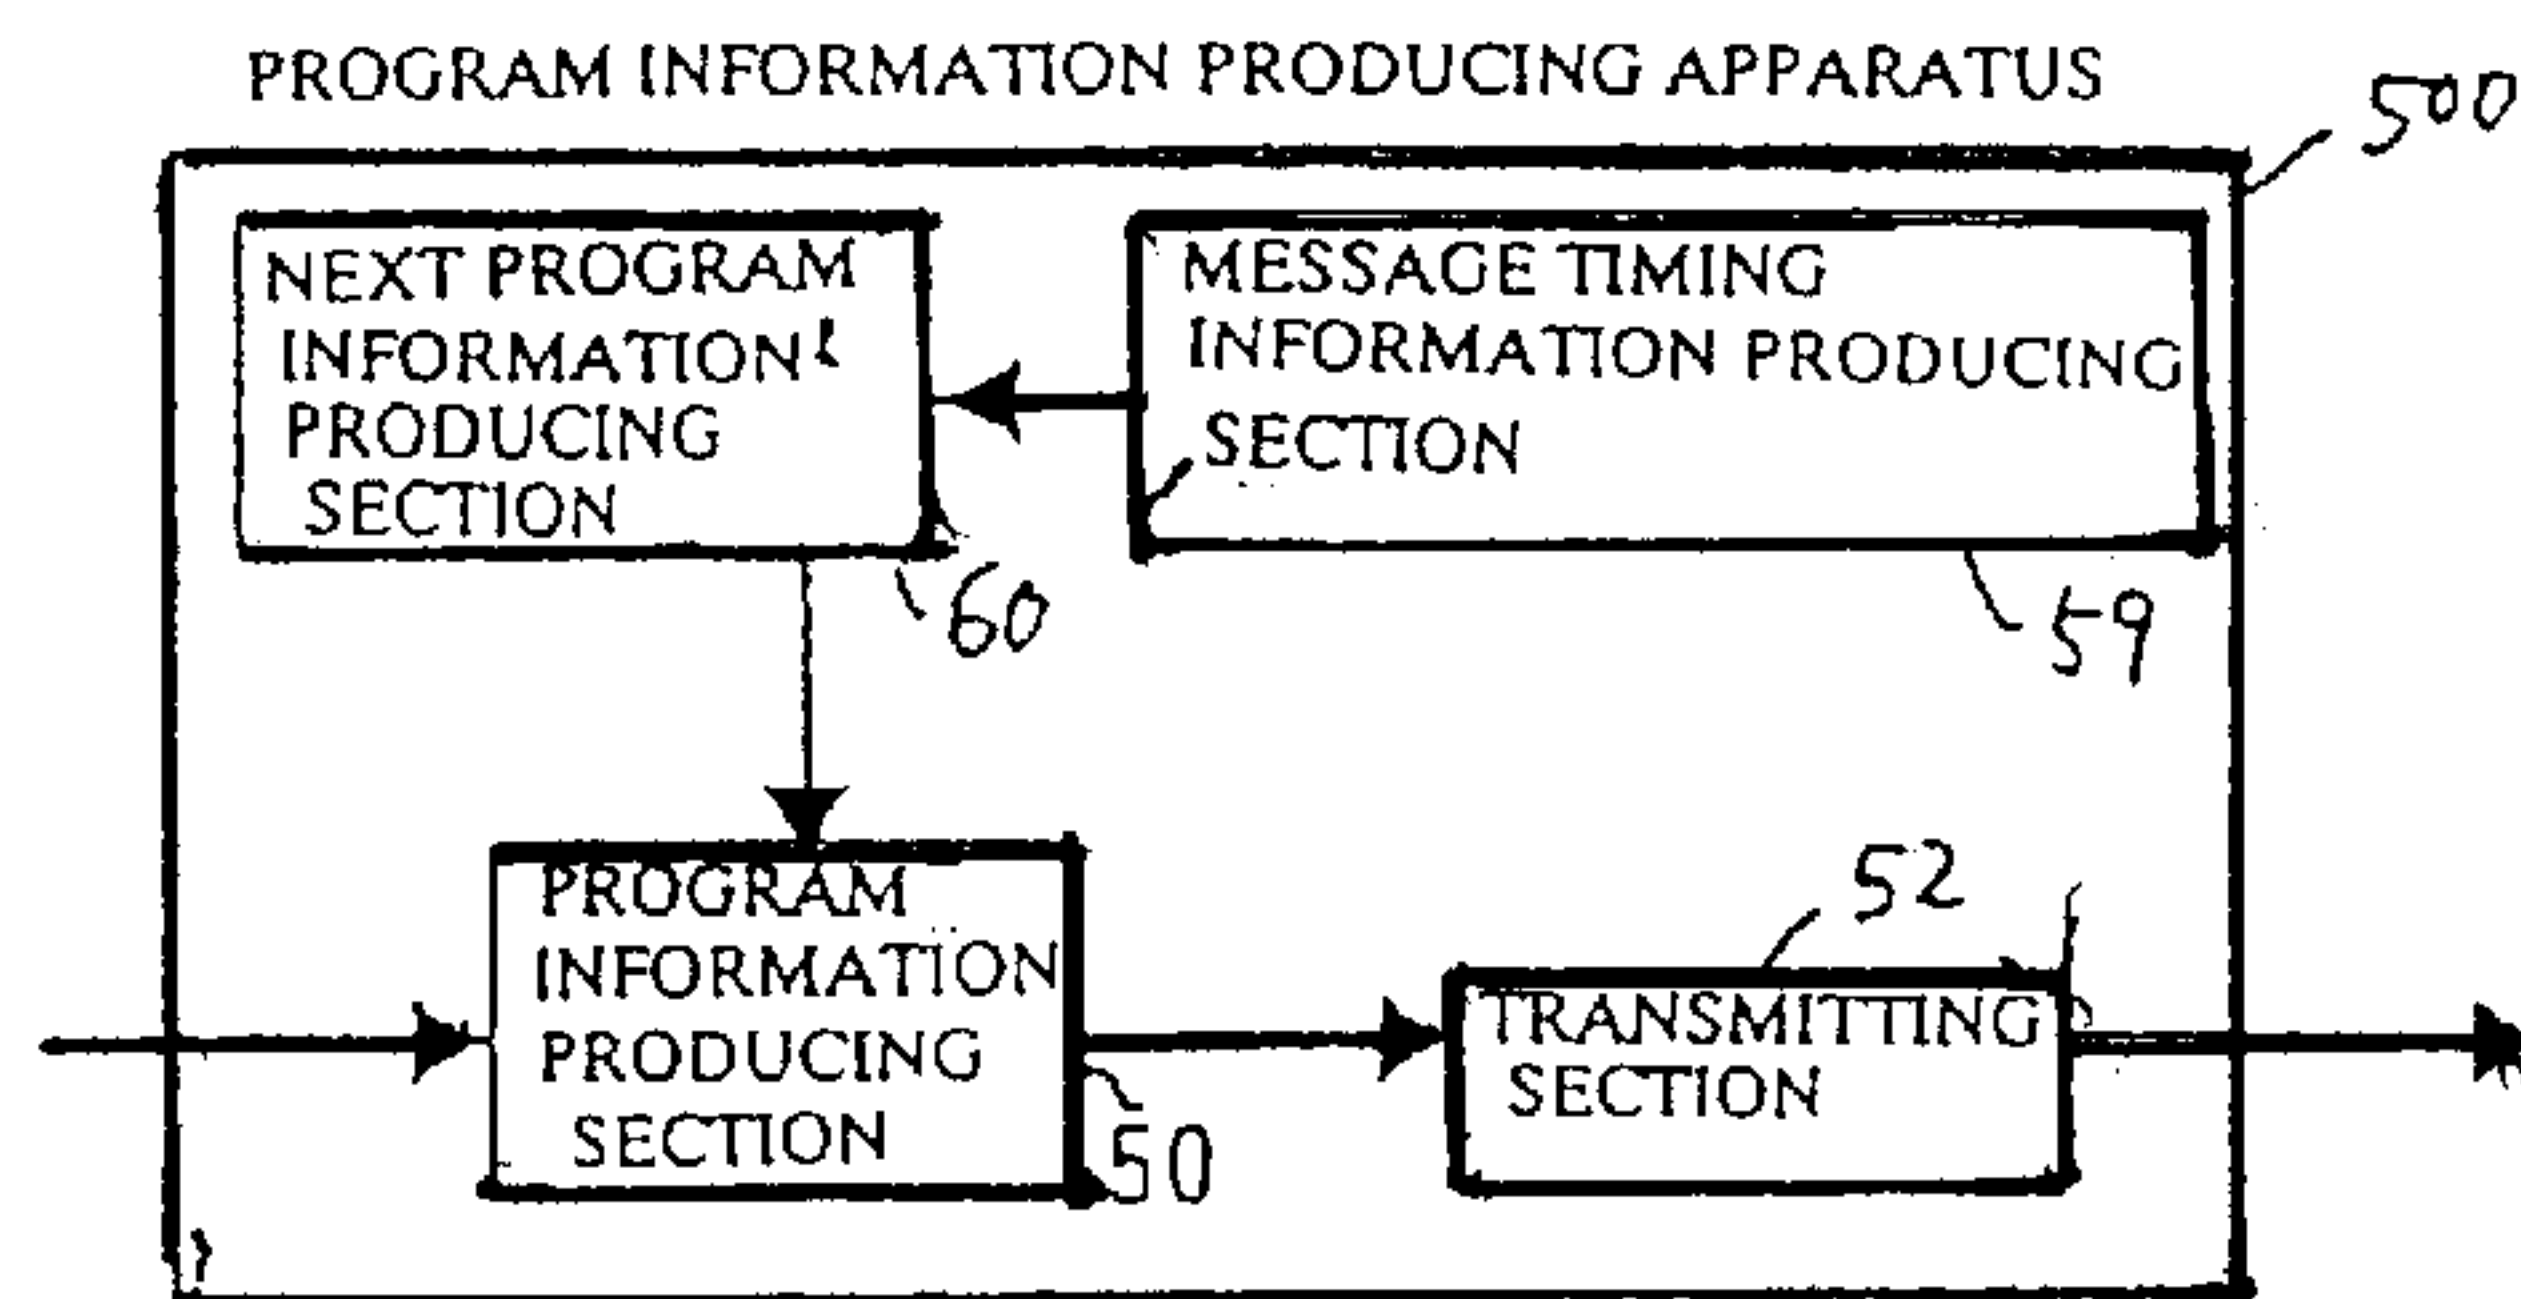 PROGRAM INFORMATION PRODUCING APPARATUS
500
NEXT PROGRAM
INFORMATION
PRODUCING
SECTION
MESSAGE TIMING
INFORMATION PRODUCING
SECTION
60
59
PROGRAM
INFORMATION
PRODUCING
SECTION
50
52
TRANSMITTING
SECTION